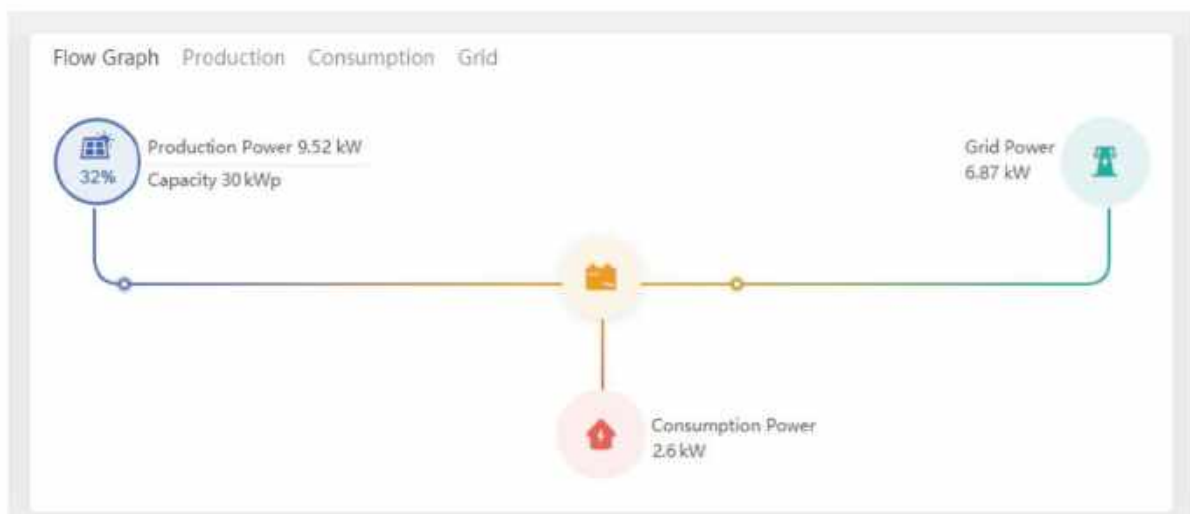 Flow Graph Production Consumption Grid
Production Power 9.52 kW
32%
Capacity 30 kWp
Grid Power
6.87 kW
Consumption Power
2.6 kW